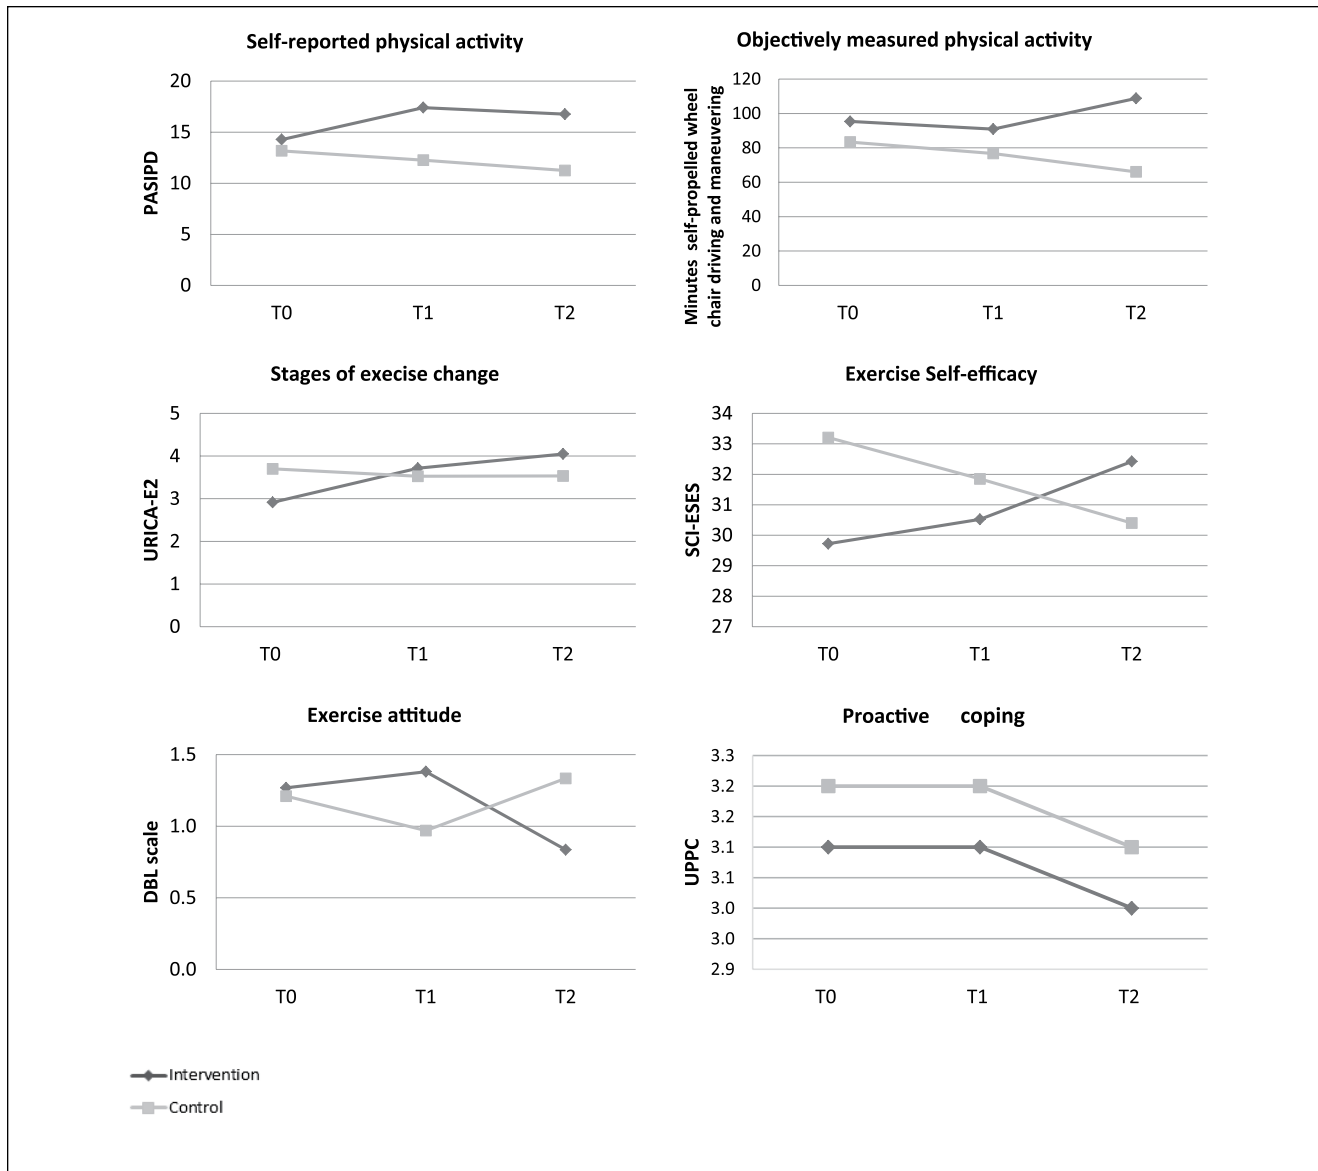 Self-reported physical activity
PASIPD
20
15
10
5
0
T0 T1 T2
Objectively measured physical activity
Minutes self-propelled wheel
chair driving and maneuvering
120
100
80
60
40
20
0
T0 T1 T2
Stages of execise change
URICA-E2
5
4
3
2
1
0
T0 T1 T2
Exercise Self-efficacy
SCI-ESES
34
33
32
31
30
29
28
27
T0 T1 T2
Exercise attitude
DBL scale
1.5
1.0
0.5
0.0
T0 T1 T2
Proactive coping
UPPC
3.3
3.2
3.2
3.1
3.1
3.0
3.0
2.9
T0 T1 T2
Intervention
Control